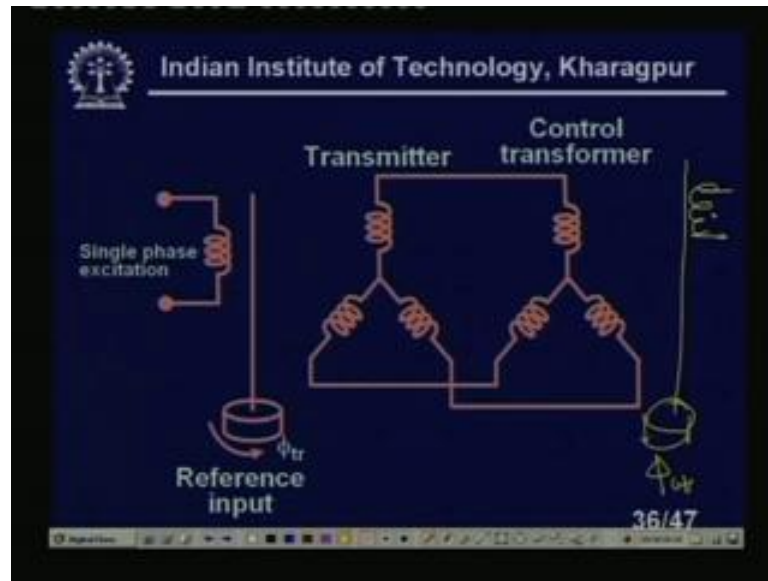 Indian Institute of Technology, Kharagpur
Transmitter
Control
transformer
Single phase
excitation
ϕtr
Reference
input
36/47